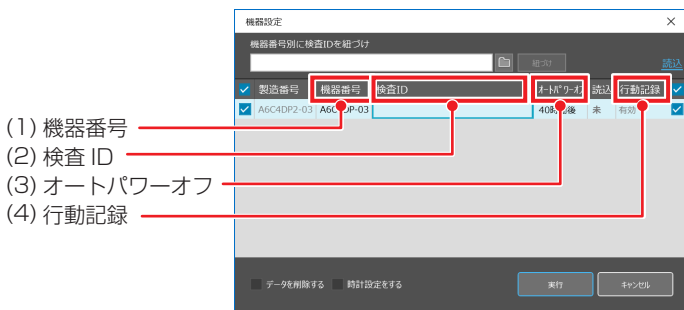 機器設定
機器番号別に検査IDを紐づけ
紐づけ
読込
製造番号 機器番号 検査ID ｵｰﾄﾊﾟﾜｰｵﾌ 読込 行動記録
A6C4DP2-03 未 有効
(1) 機器番号
(2) 検査 ID
(3) オートパワーオフ
(4) 行動記録
データを削除する 時計設定をする 実行 キャンセル